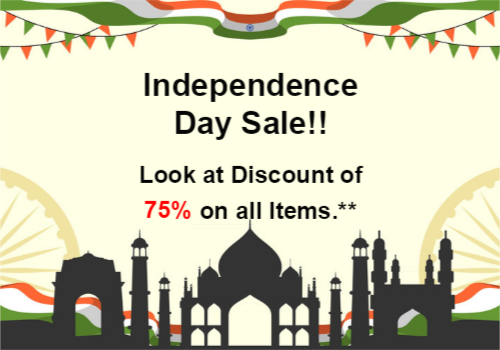 Independence
Day Sale!!
Look at Discount of
75% on all Items.**